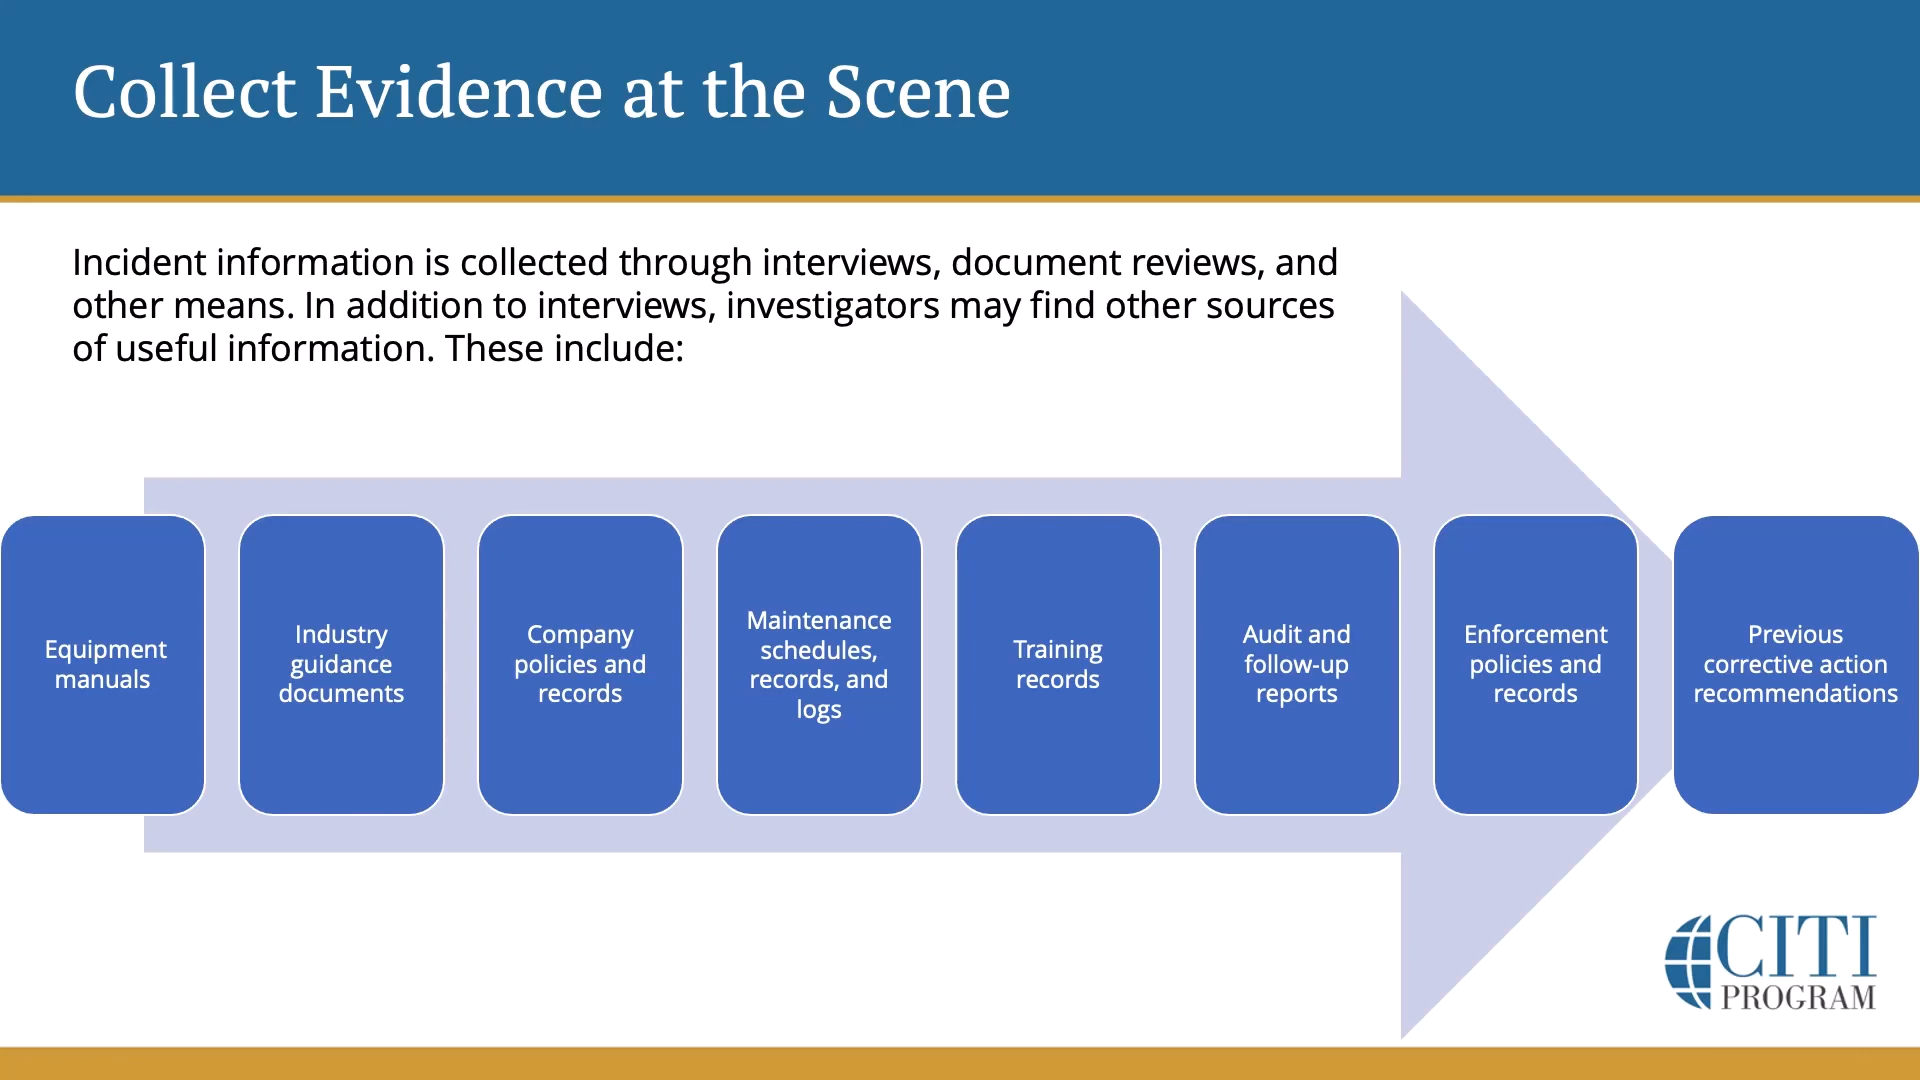 Collect Evidence at the Scene
Incident information is collected through interviews, document reviews, and
other means. In addition to interviews, investigators may find other sources
of useful information. These include:
Equipment
manuals
Industry
guidance
documents
Company
policies and
records
Maintenance
schedules,
records, and
logs
Training
records
Audit and
follow-up
reports
Enforcement
policies and
records
Previous
corrective action
recommendations
CITI
PROGRAM